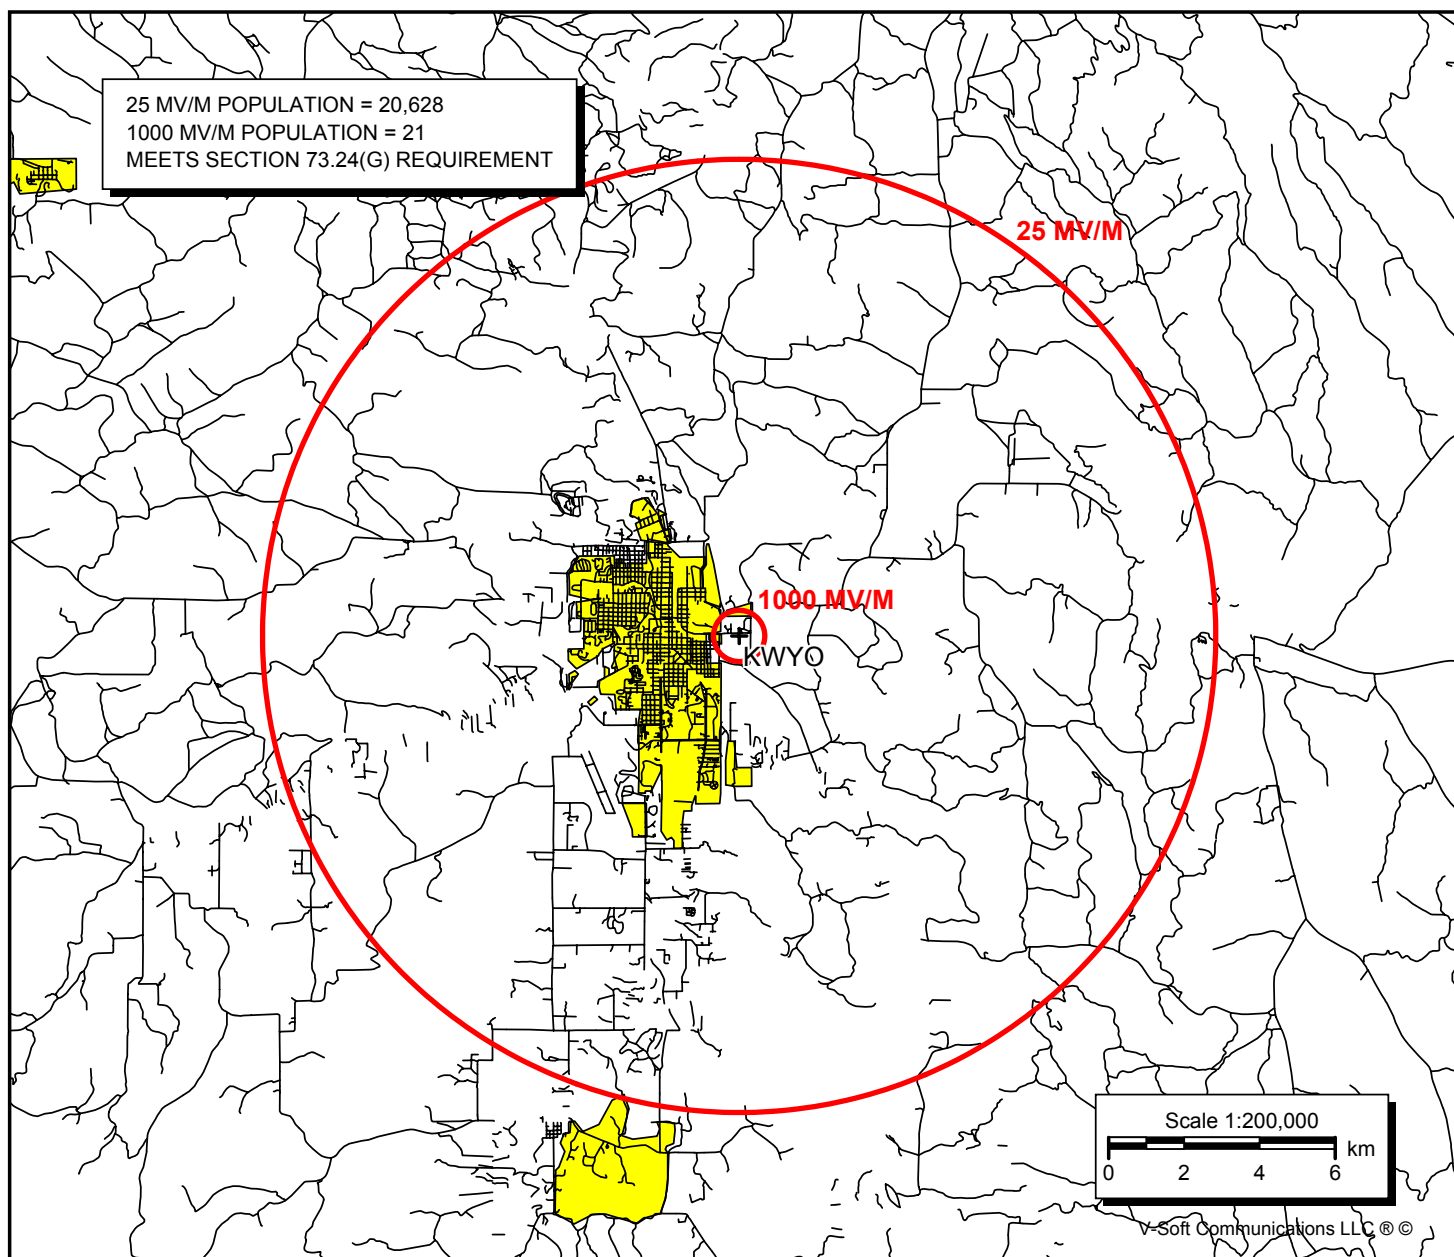 25 MV/M POPULATION = 20,628
1000 MV/M POPULATION = 21
MEETS SECTION 73.24(G) REQUIREMENT
25 MV/M
1000 MV/M
KWYO
Scale 1:200,000
km
0 2 4 6
V-Soft Communications LLC ® ©